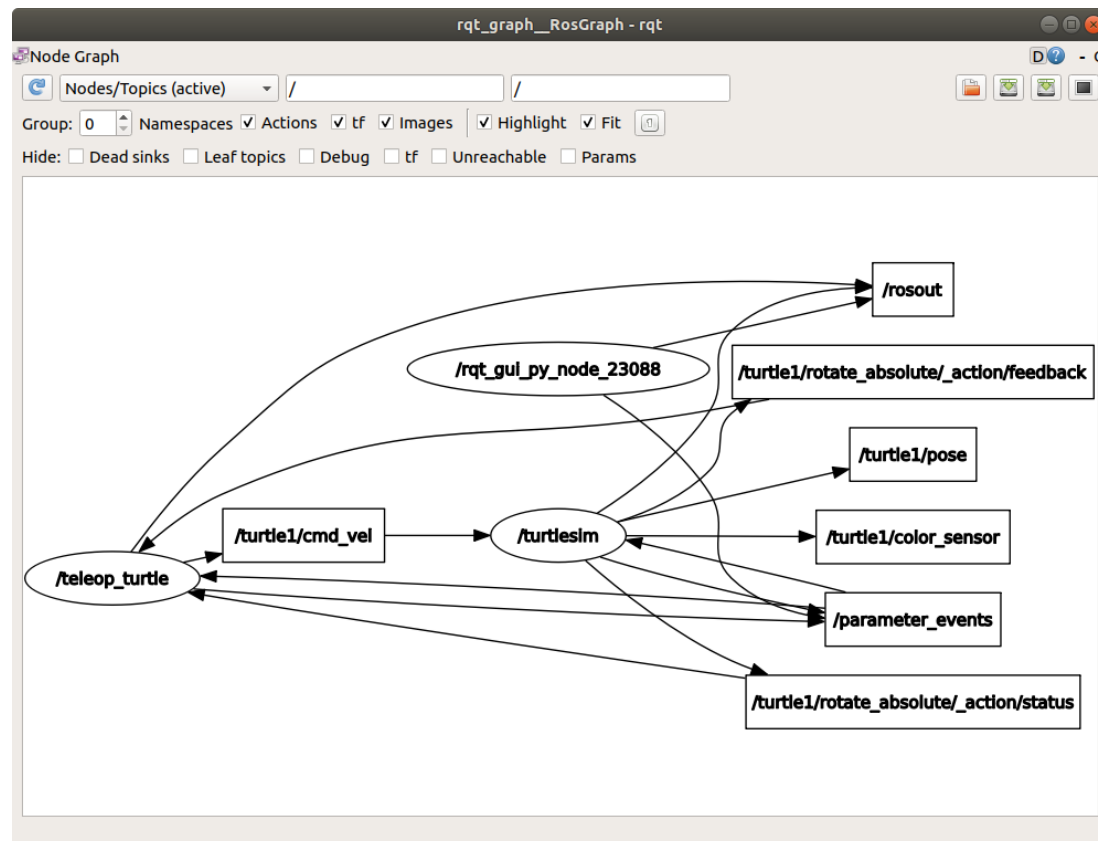 rqt_graph__RosGraph - rqt
Node Graph
D? - C
Nodes/Topics (active) / /
Group: 0 Namespaces Actions tf Images Highlight Fit
Hide: Dead sinks Leaf topics Debug tf Unreachable Params
/rosout
/rqt_gui_py_node_23088
/turtle1/rotate_absolute/_action/feedback
/turtle1/pose
/turtle1/cmd_vel
/turtlesim
/turtle1/color_sensor
/teleop_turtle
/parameter_events
/turtle1/rotate_absolute/_action/status